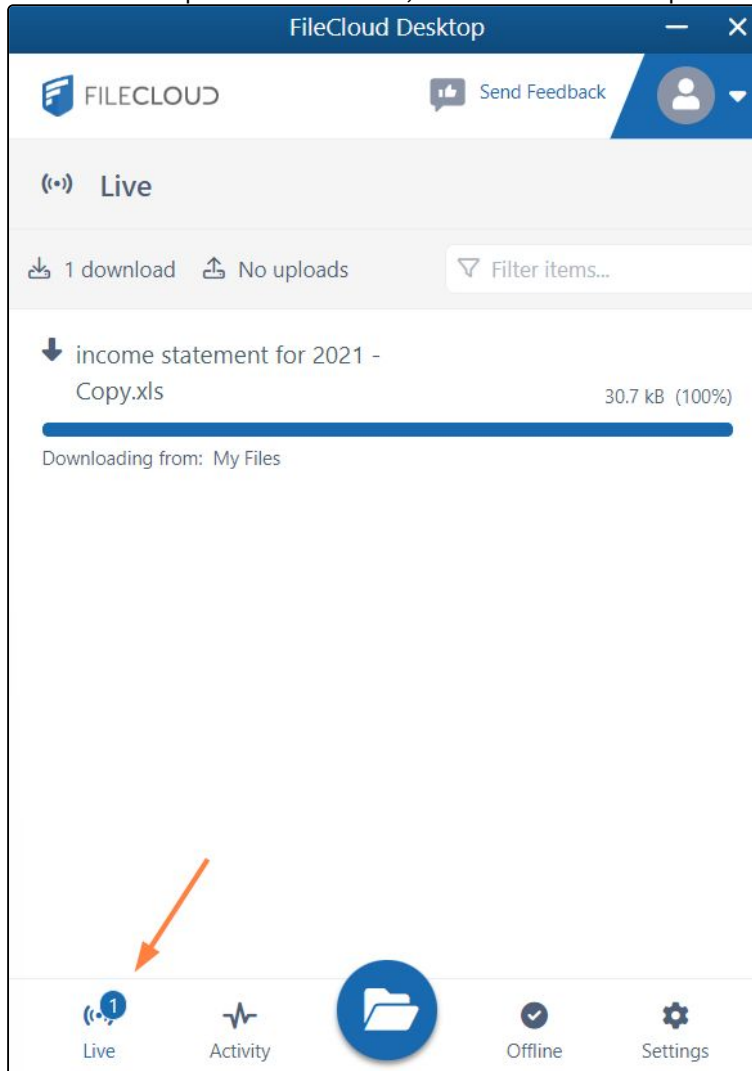 FileCloud Desktop
FILECLOUD
Send Feedback
Live
1 download No uploads Filter items...
income statement for 2021 -
Copy.xls
30.7 kB (100%)
Downloading from: My Files
1
Live Activity Offline Settings